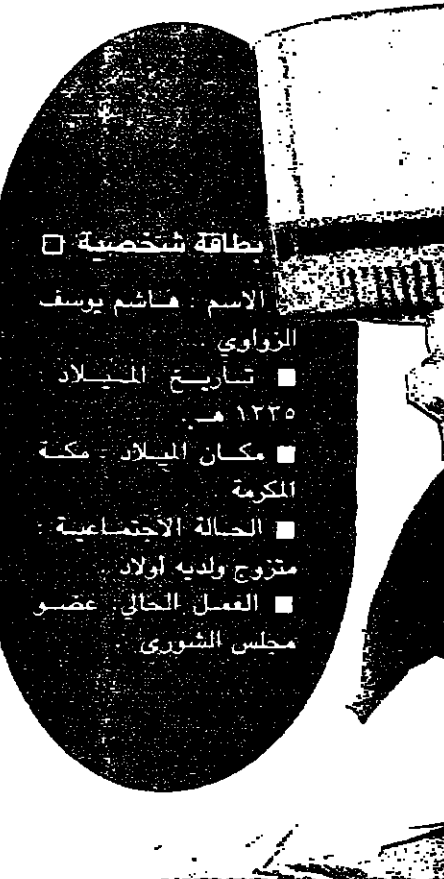 بطاقة شخصية □
الاسم : هاشم يوسف
الزواوي .
■ تاريخ الميلاد :
١٣٣٥ هـ .
■ مكان الميلاد : مكة
المكرمة .
■ الحالة الاجتماعية :
متزوج ولديه أولاد .
■ العمل الحالي : عضو
مجلس الشورى .